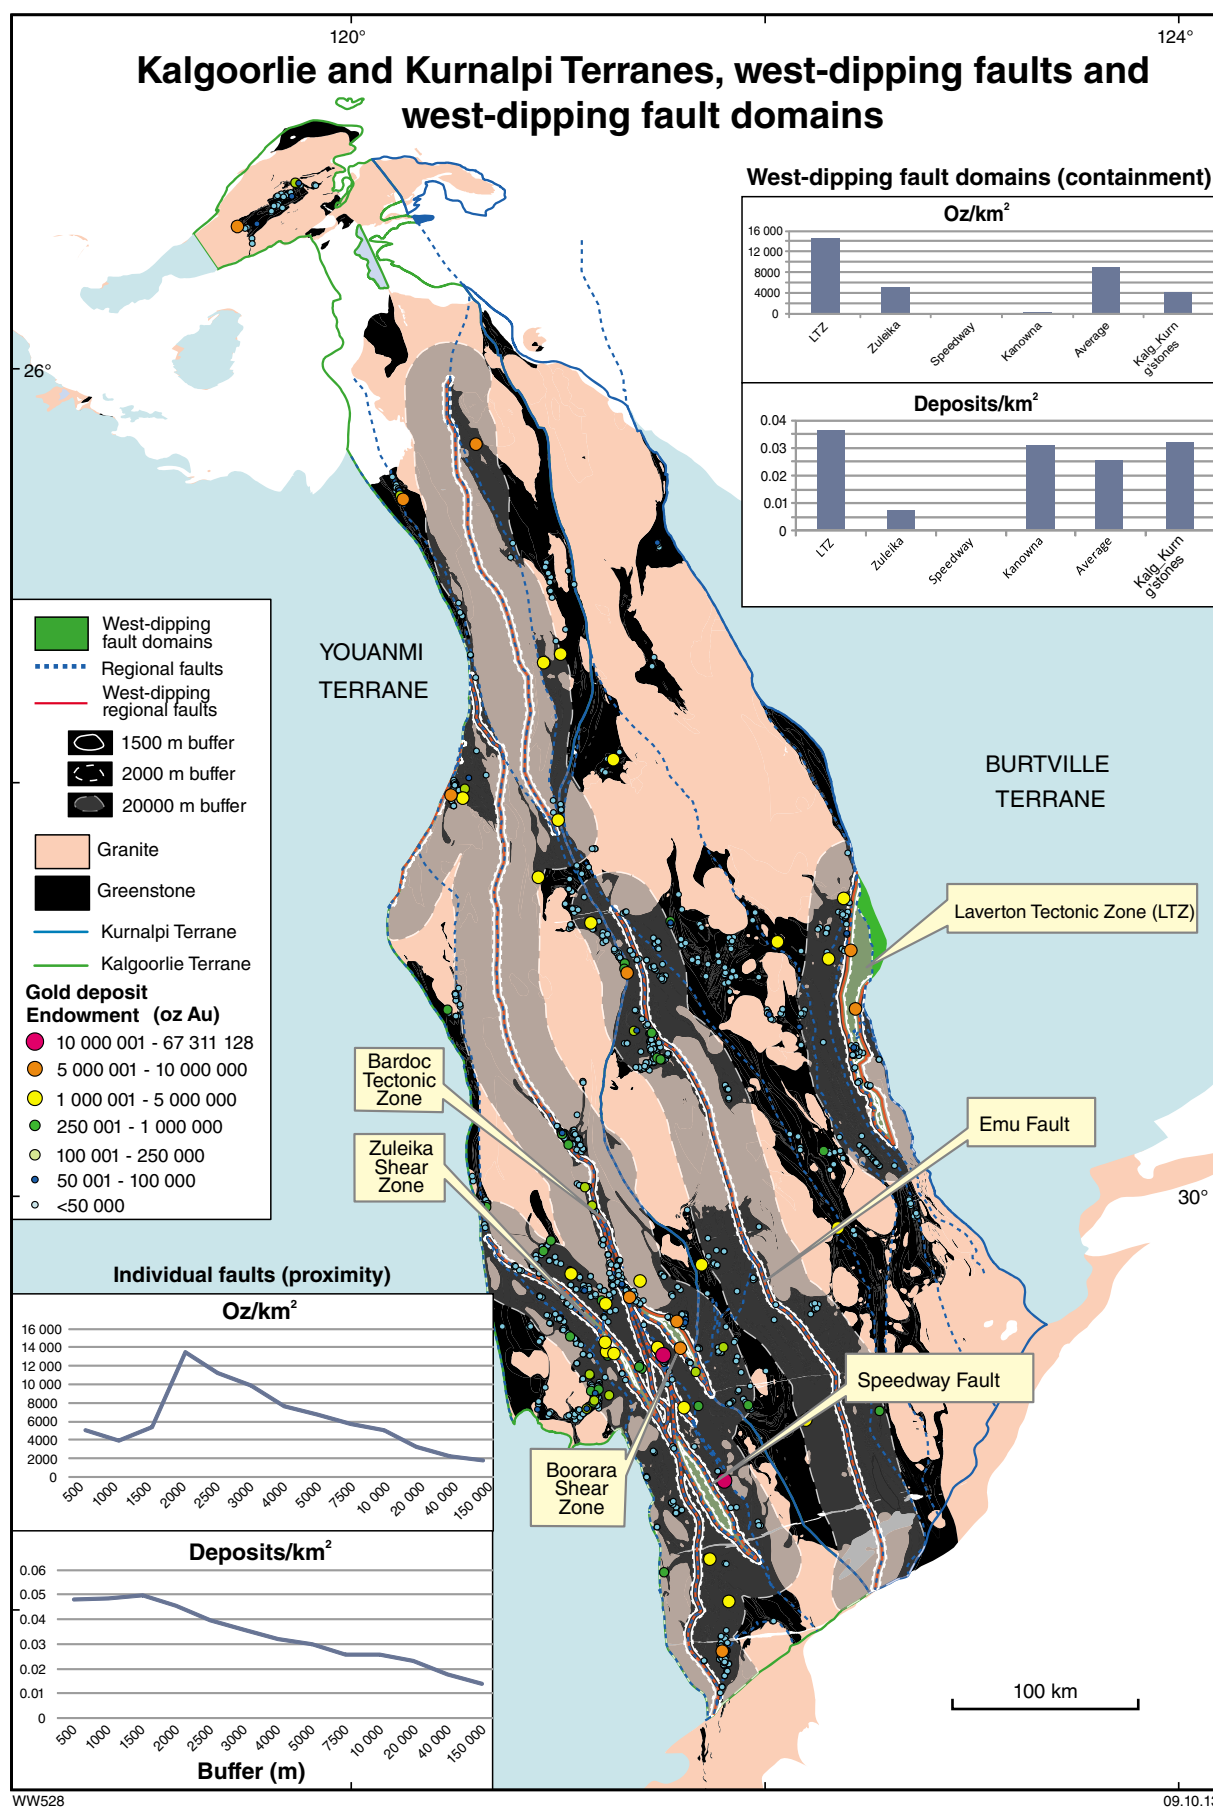 120°
124°
Kalgoorlie and Kurnalpi Terranes, west-dipping faults and
west-dipping fault domains
West-dipping fault domains (containment)
Oz/km²
16 000
12 000
8000
4000
0
LTZ
Zuleika
Speedway
Kanowna
Average
Kalg_Kurn
g'stones
Deposits/km²
0.04
0.03
0.02
0.01
0
LTZ
Zuleika
Speedway
Kanowna
Average
Kalg_Kurn
g'stones
26°
YOUANMI
TERRANE
BURTVILLE
TERRANE
West-dipping
fault domains
Regional faults
West-dipping
regional faults
1500 m buffer
2000 m buffer
20000 m buffer
Granite
Greenstone
Kurnalpi Terrane
Kalgoorlie Terrane
Gold deposit
Endowment (oz Au)
10 000 001 - 67 311 128
5 000 001 - 10 000 000
1 000 001 - 5 000 000
250 001 - 1 000 000
100 001 - 250 000
50 001 - 100 000
<50 000
Laverton Tectonic Zone (LTZ)
Bardoc
Tectonic
Zone
Emu Fault
Zuleika
Shear
Zone
30°
Speedway Fault
Boorara
Shear
Zone
Individual faults (proximity)
Oz/km²
16 000
14 000
12 000
10 000
8000
6000
4000
2000
0
500
1000
1500
2000
2500
3000
4000
5000
7500
10 000
20 000
40 000
150 000
Deposits/km²
0.06
0.05
0.04
0.03
0.02
0.01
0
500
1000
1500
2000
2500
3000
4000
5000
7500
10 000
20 000
40 000
150 000
Buffer (m)
100 km
WW528
09.10.13